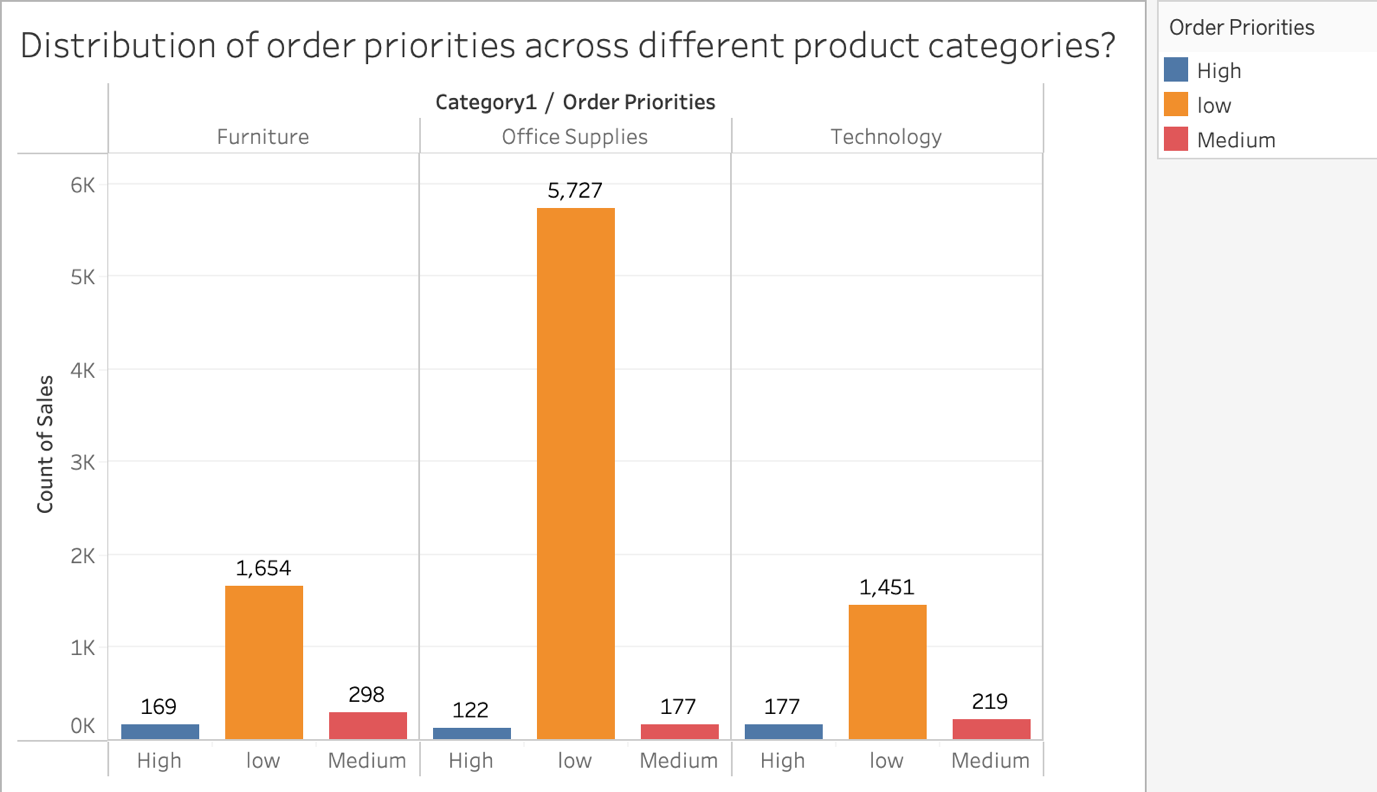 Distribution of order priorities across different product categories?
Order Priorities
High
low
Medium
Category1 / Order Priorities
Furniture Office Supplies Technology
Count of Sales
6K
5K
4K
3K
2K
1K
0K
169 1,654 298 122 5,727 177 177 1,451 219
High low Medium High low Medium High low Medium